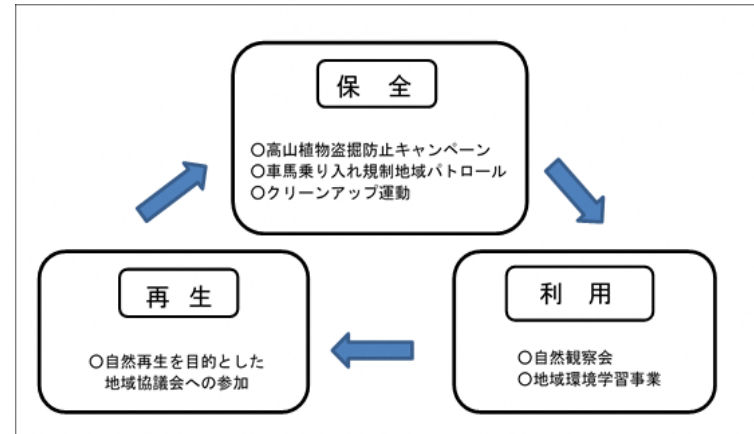 保　全
○高山植物盗掘防止キャンペーン
○車馬乗り入れ規制地域パトロール
○クリーンアップ運動
再　生
○自然再生を目的とした
地域協議会への参加
利　用
○自然観察会
○地域環境学習事業